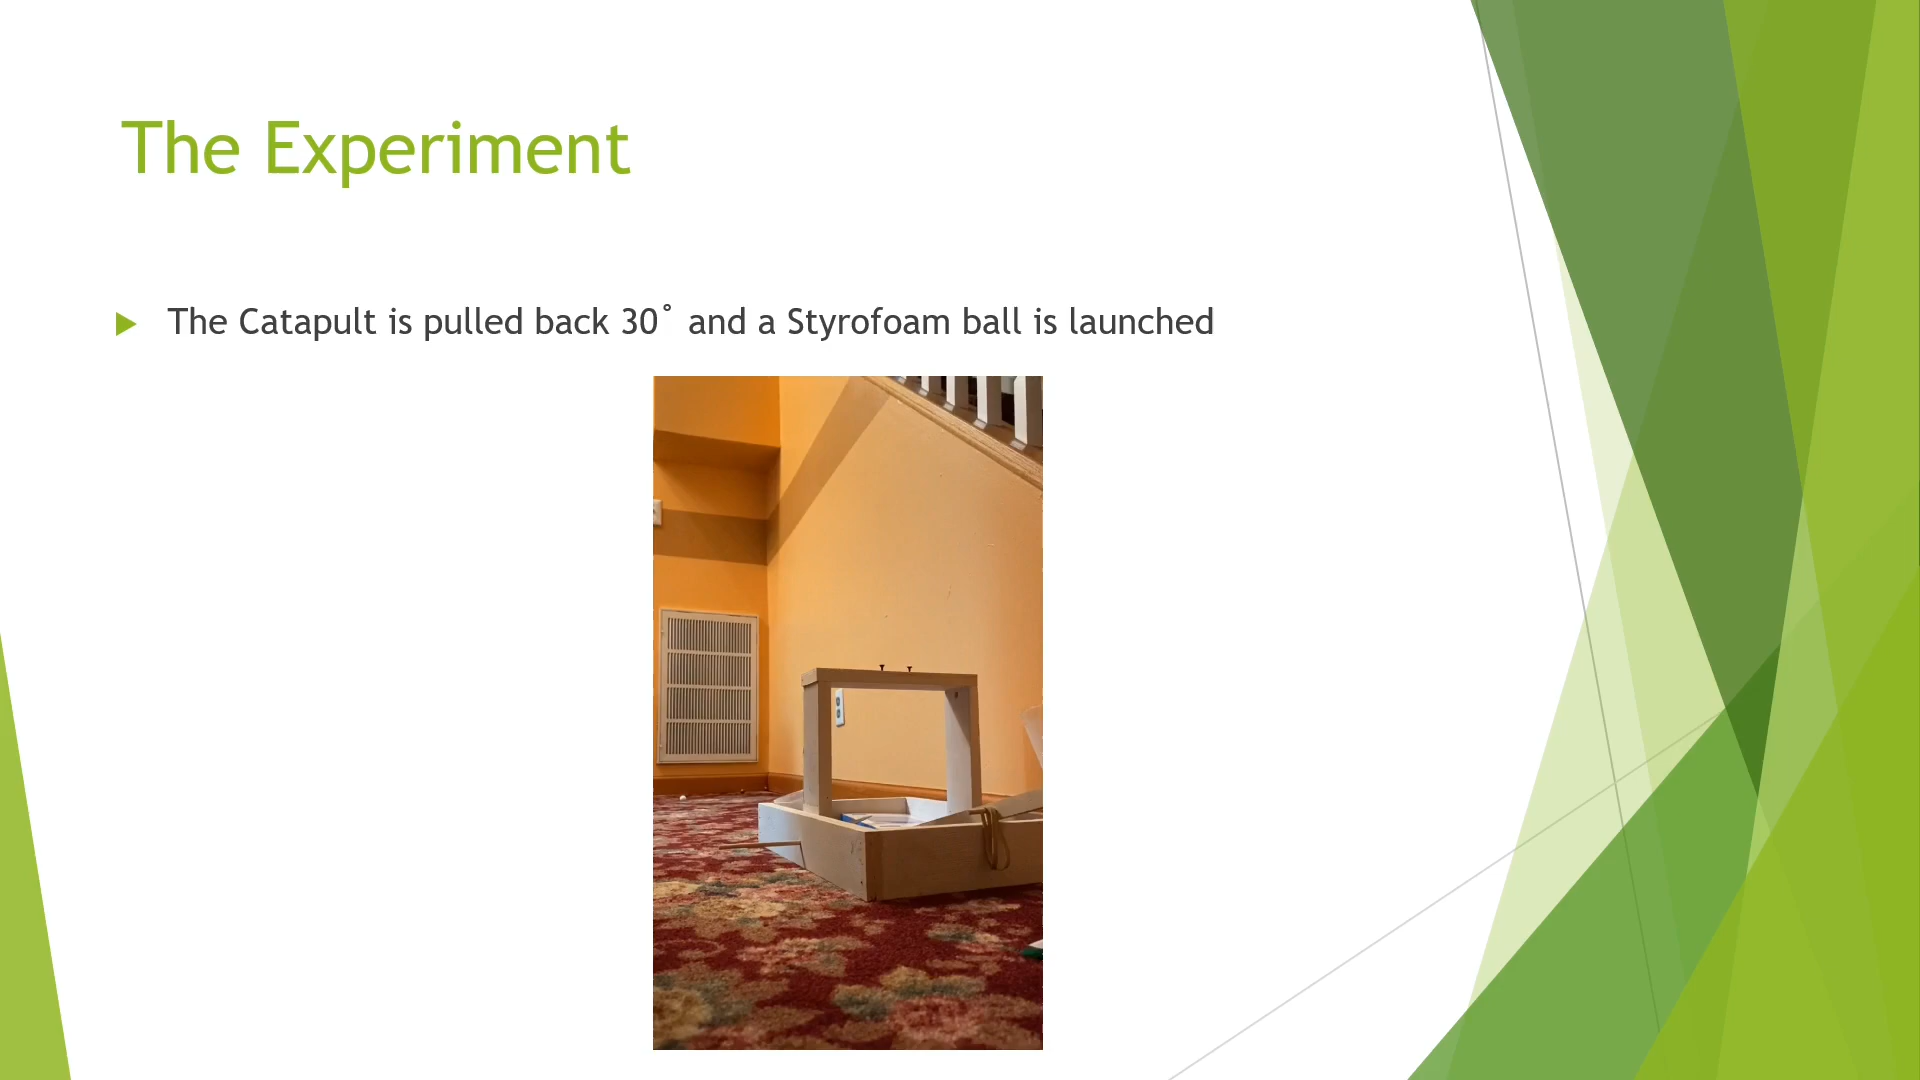 The Experiment
The Catapult is pulled back 30˚ and a Styrofoam ball is launched